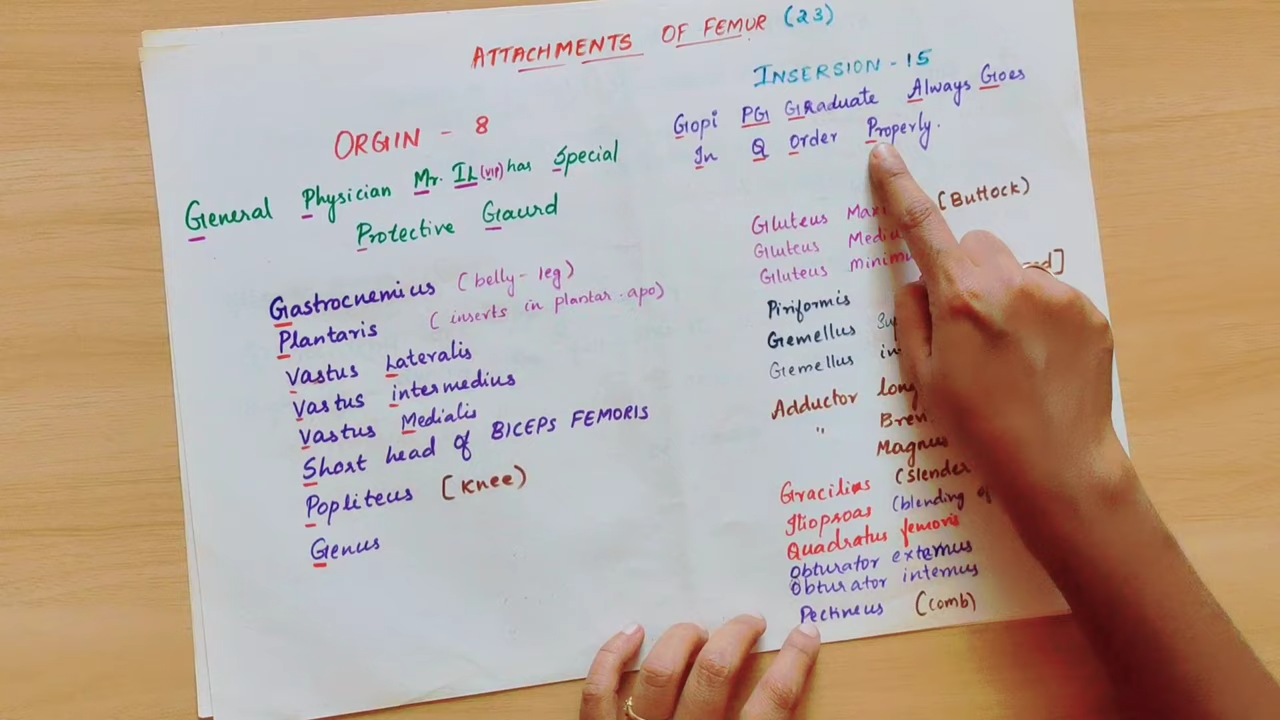 ATTACHMENTS OF FEMUR (23)
ORGIN - 8
General Physician Mr. IL (VIP) has Special
Protective Gaurd
Gastrocnemius (belly-leg)
Plantaris (inserts in plantar.apo)
Vastus Lateralis
Vastus intermedius
Vastus Medialis
Short head of BICEPS FEMORIS
Popliteus [Knee)
Genus
INSERSION - 15
Gopi PG GRaduate Always Goes
In Q Order Properly.
Gluteus (Buttock)
Gluteus
Gluteus
Piriformis
Gemellus
Gemellus
Adductor
"
Magnus
Gracilias (Slender
Iliopsoas (blending of
Quadratus femoris
Obturator externus
Obturator internus
Pectineus (comb)